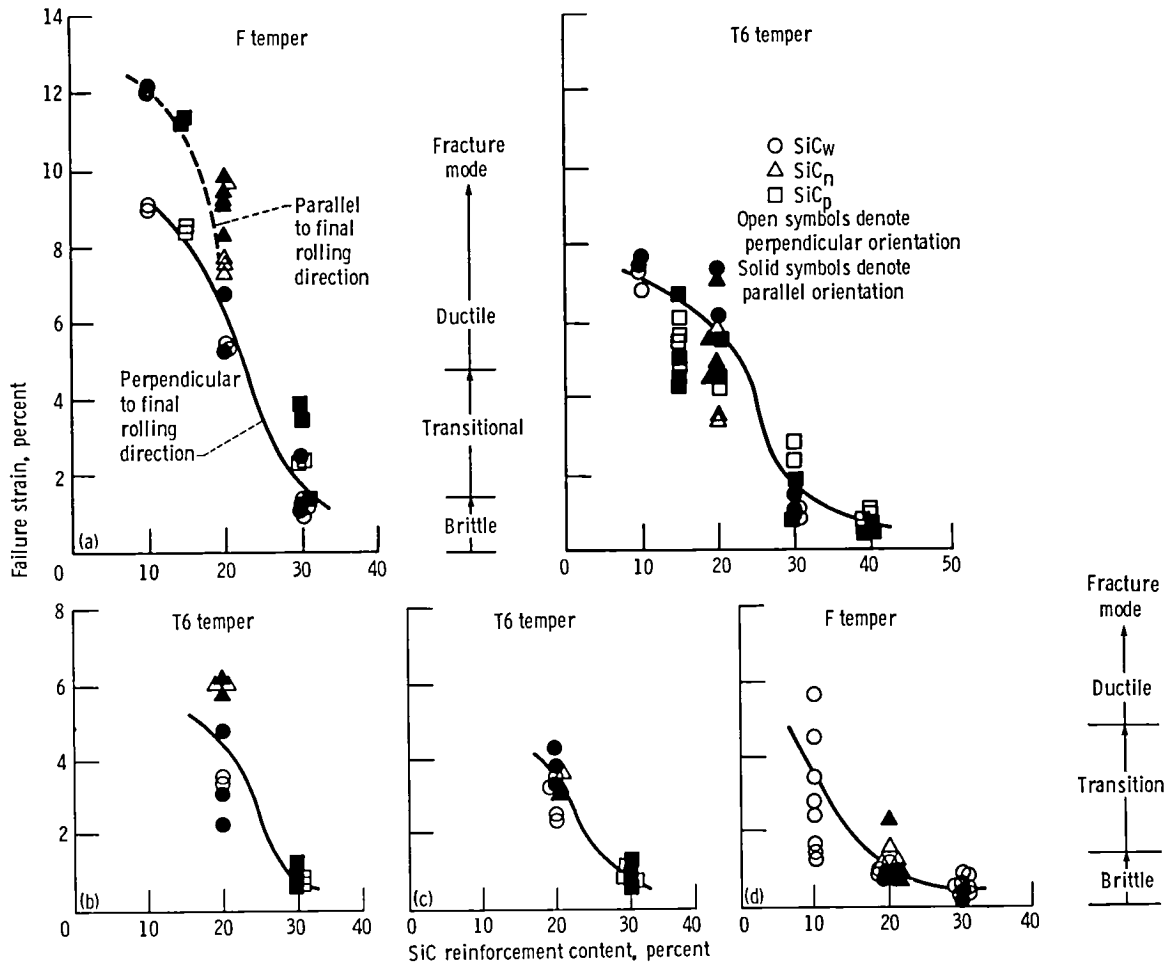 14
12
10
8
6
4
2
0
Failure strain, percent
F temper
Parallel
to final
rolling
direction
Perpendicular
to final
rolling
direction
(a)
10
20
30
40
Fracture
mode
Ductile
Transitional
Brittle
T6 temper
SiCw
SiCn
SiCp
Open symbols denote
perpendicular orientation
Solid symbols denote
parallel orientation
0
10
20
30
40
50
8
6
4
2
0
T6 temper
(b)
10
20
30
40
T6 temper
(c)
0
10
20
30
40
F temper
(d)
0
10
20
30
40
Fracture
mode
Ductile
Transition
Brittle
SiC reinforcement content, percent